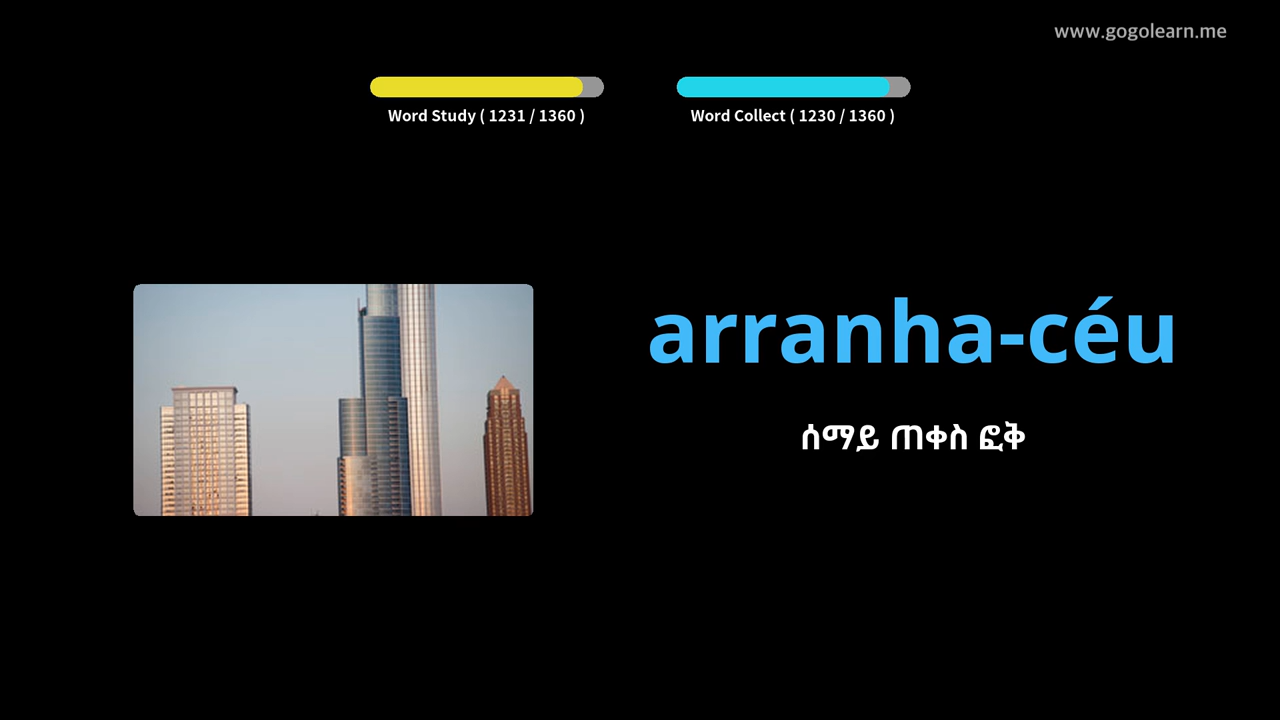 www.gogolearn.me
Word Study ( 1231 / 1360 )
Word Collect ( 1230 / 1360 )
arranha-céu
ሰማይ ጠቀስ ፎቅ